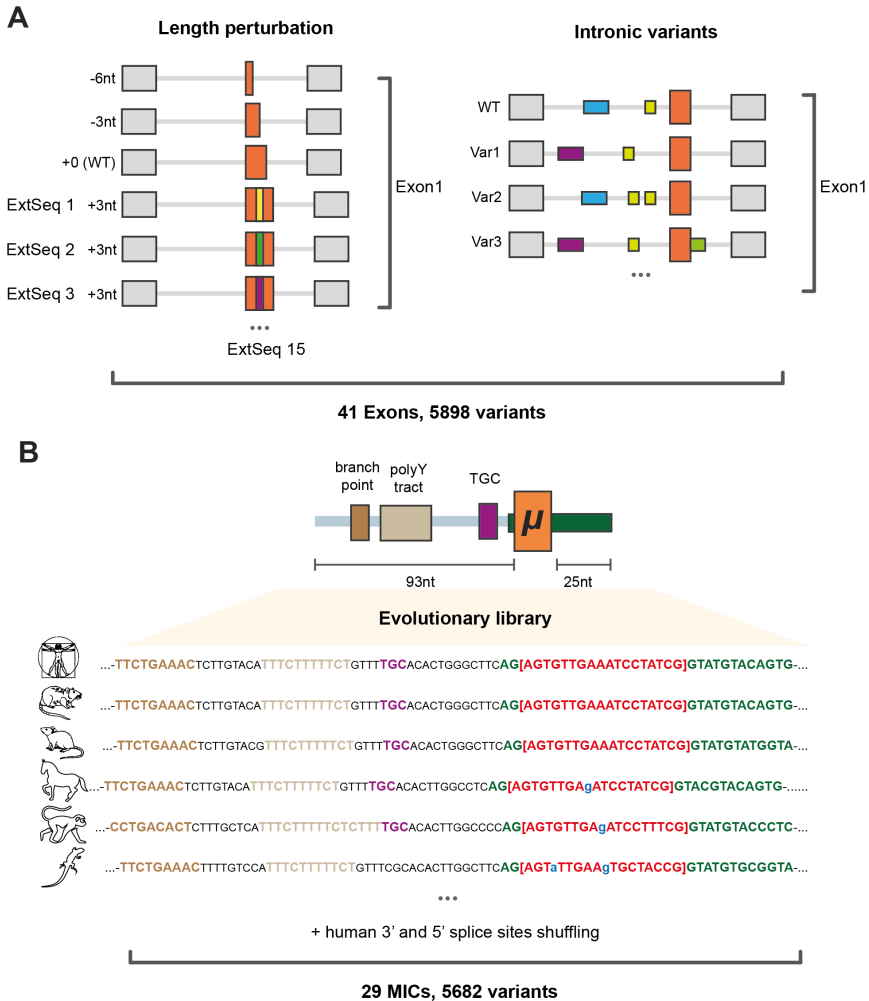 A
Length perturbation
Intronic variants
-6nt
-3nt
+0 (WT)
ExtSeq 1 +3nt
ExtSeq 2 +3nt
ExtSeq 3 +3nt
ExtSeq 15
Exon1
WT
Var1
Var2
Var3
Exon1
41 Exons, 5898 variants
B
branch point
polyY tract
TGC
μ
93nt
25nt
Evolutionary library
...-TTCTGAAACTCTTGTACATTTCTTTTTCTGTTTTGCACACTGGGCTTCAG[AGTGTTGAAATCCTATCG]GTATGTACAGTG-...
...-TTCTGAAACTCTTGTACATTTCTTTTTCTGTTTTGCACACTGGGCTTCAG[AGTGTTGAAATCCTATCG]GTATGTACAGTG-...
...-TTCTGAAACTCTTGTACGTTTCTTTTTCTGTTTTGCACACTGGGCTTCAG[AGTGTTGAAATCCTATCG]GTATGTATGGTA-...
...-TTCTGAAACTCTTGTACATTTCTTTTTCTGTTTTGCACACTTGGCCTCAG[AGTGTTGAgATCCTATCG]GTACGTACAGTG-......
...-CCTGACACTCTTTGCTCATTTCTTTTTCTCTTTTGCACACTTGGCCCCAG[AGTGTTGAgATCCTTTCG]GTATGTACCCTC-...
...-TTCTGAAACTTTTGTCCATTTCTTTTTCTGTTTCGCACACTTGGCTTCAG[AGTaTTGAAgTGCTACCG]GTATGTGCGGTA-...
+ human 3’ and 5’ splice sites shuffling
29 MICs, 5682 variants